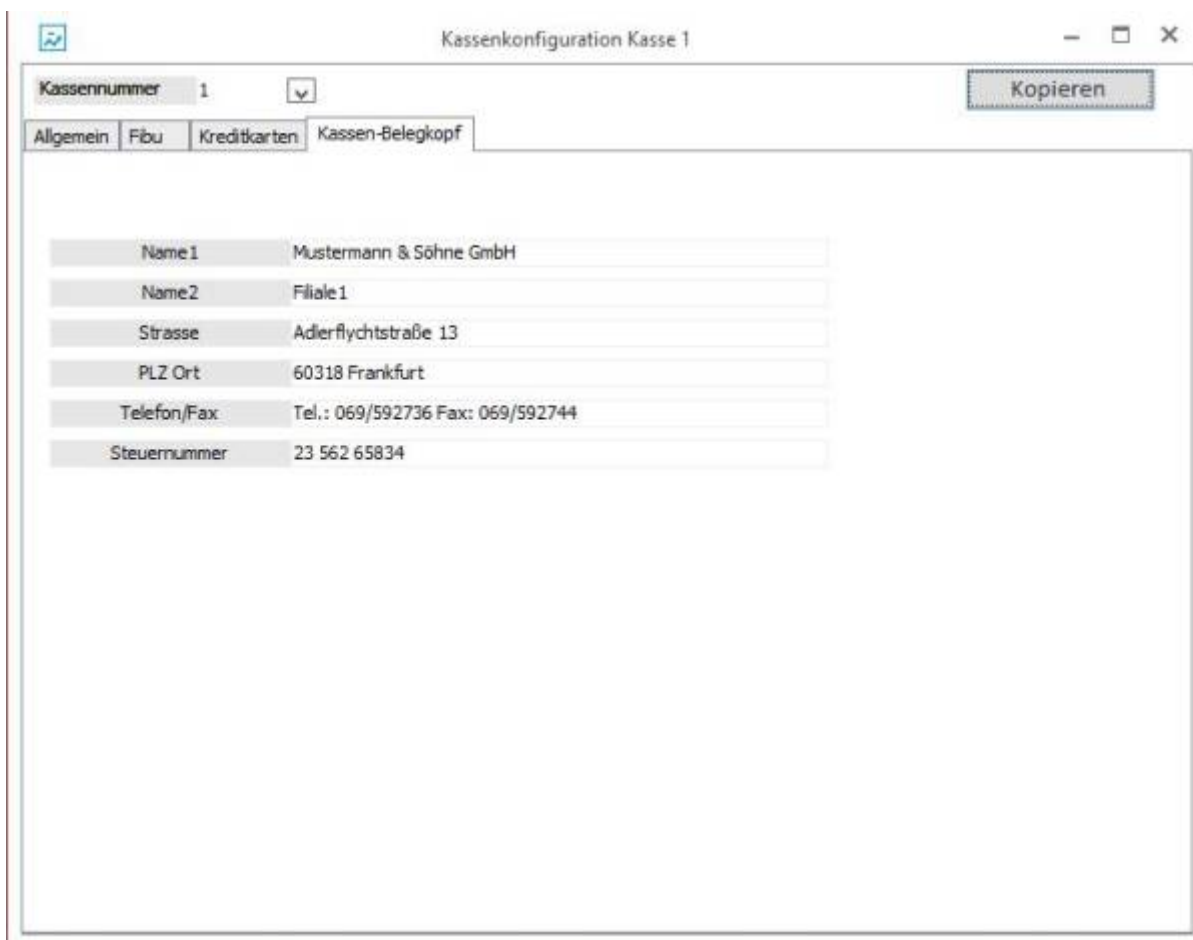 Kassenkonfiguration Kasse 1
Kassennummer 1 Kopieren
Allgemein Fibu Kreditkarten Kassen-Belegkopf
Name1 Mustermann & Söhne GmbH
Name2 Filiale1
Strasse Adlerflychtstraße 13
PLZ Ort 60318 Frankfurt
Telefon/Fax Tel.: 069/592736 Fax: 069/592744
Steuernummer 23 562 65834